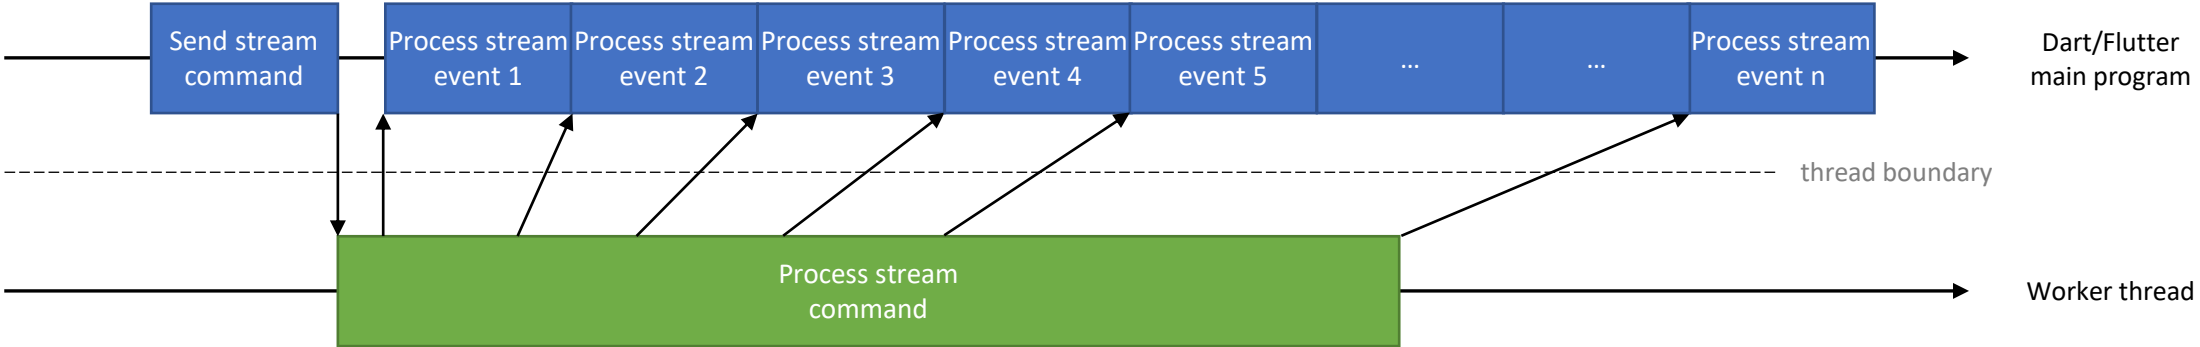 Send stream
command
Process stream
event 1
Process stream
event 2
Process stream
event 3
Process stream
event 4
Process stream
event 5
...
...
Process stream
event n
Dart/Flutter
main program
thread boundary
Process stream
command
Worker thread